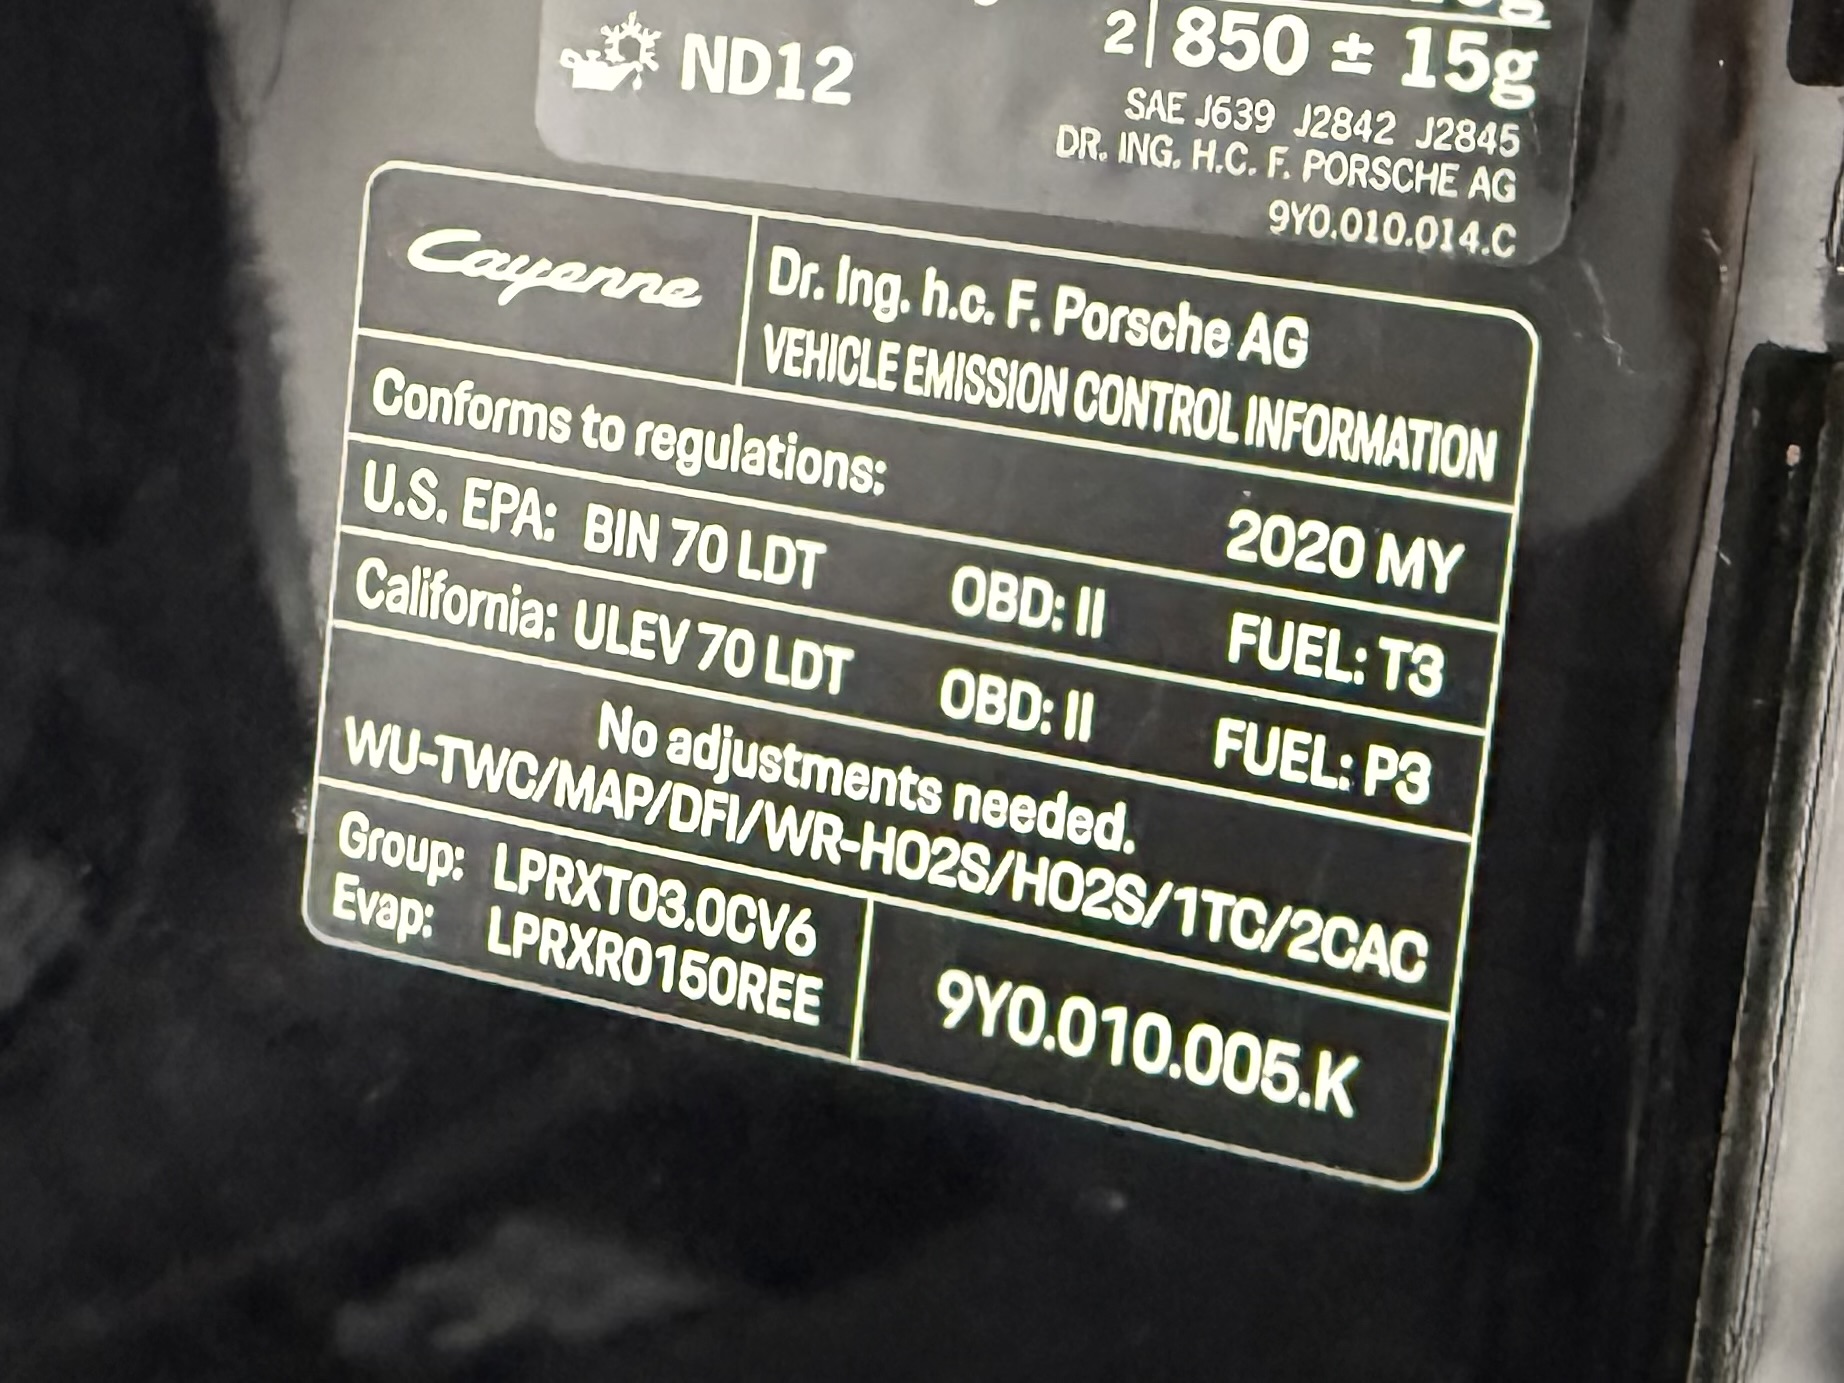 ND12
2 850 ± 15g
SAE J639 J2842 J2845
DR. ING. H.C. F. PORSCHE AG
9Y0.010.014.C
Cayenne
Dr. Ing. h.c. F. Porsche AG
VEHICLE EMISSION CONTROL INFORMATION
Conforms to regulations: 2020 MY
U.S. EPA: BIN 70 LDT OBD: II FUEL: T3
California: ULEV 70 LDT OBD: II FUEL: P3
No adjustments needed.
WU-TWC/MAP/DFI/WR-HO2S/HO2S/1TC/2CAC
Group: LPRXT03.0CV6
Evap: LPRXR0150REE
9Y0.010.005.K